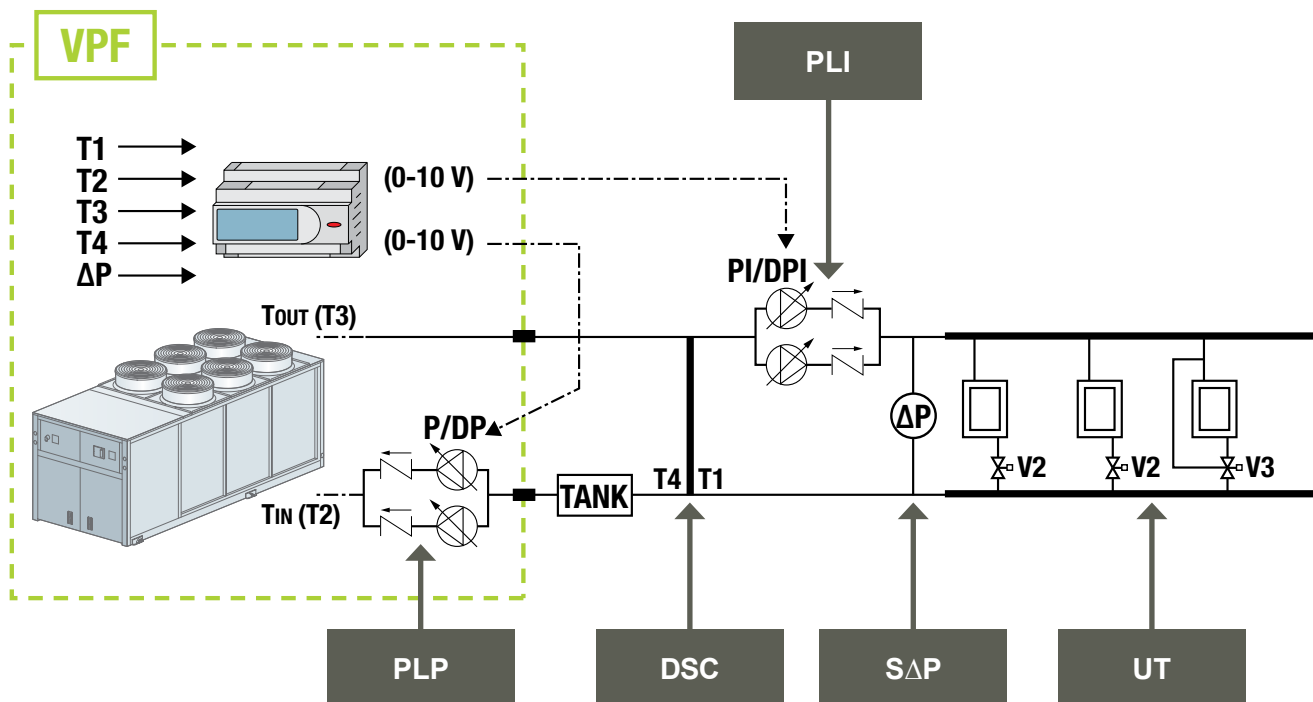 VPF
PLI
T1
T2
T3
T4
ΔP
(0-10 V)
(0-10 V)
PI/DPI
TOUT (T3)
P/DP
ΔP
TIN (T2)
TANK
T4 T1
V2
V2
V3
PLP
DSC
SΔP
UT